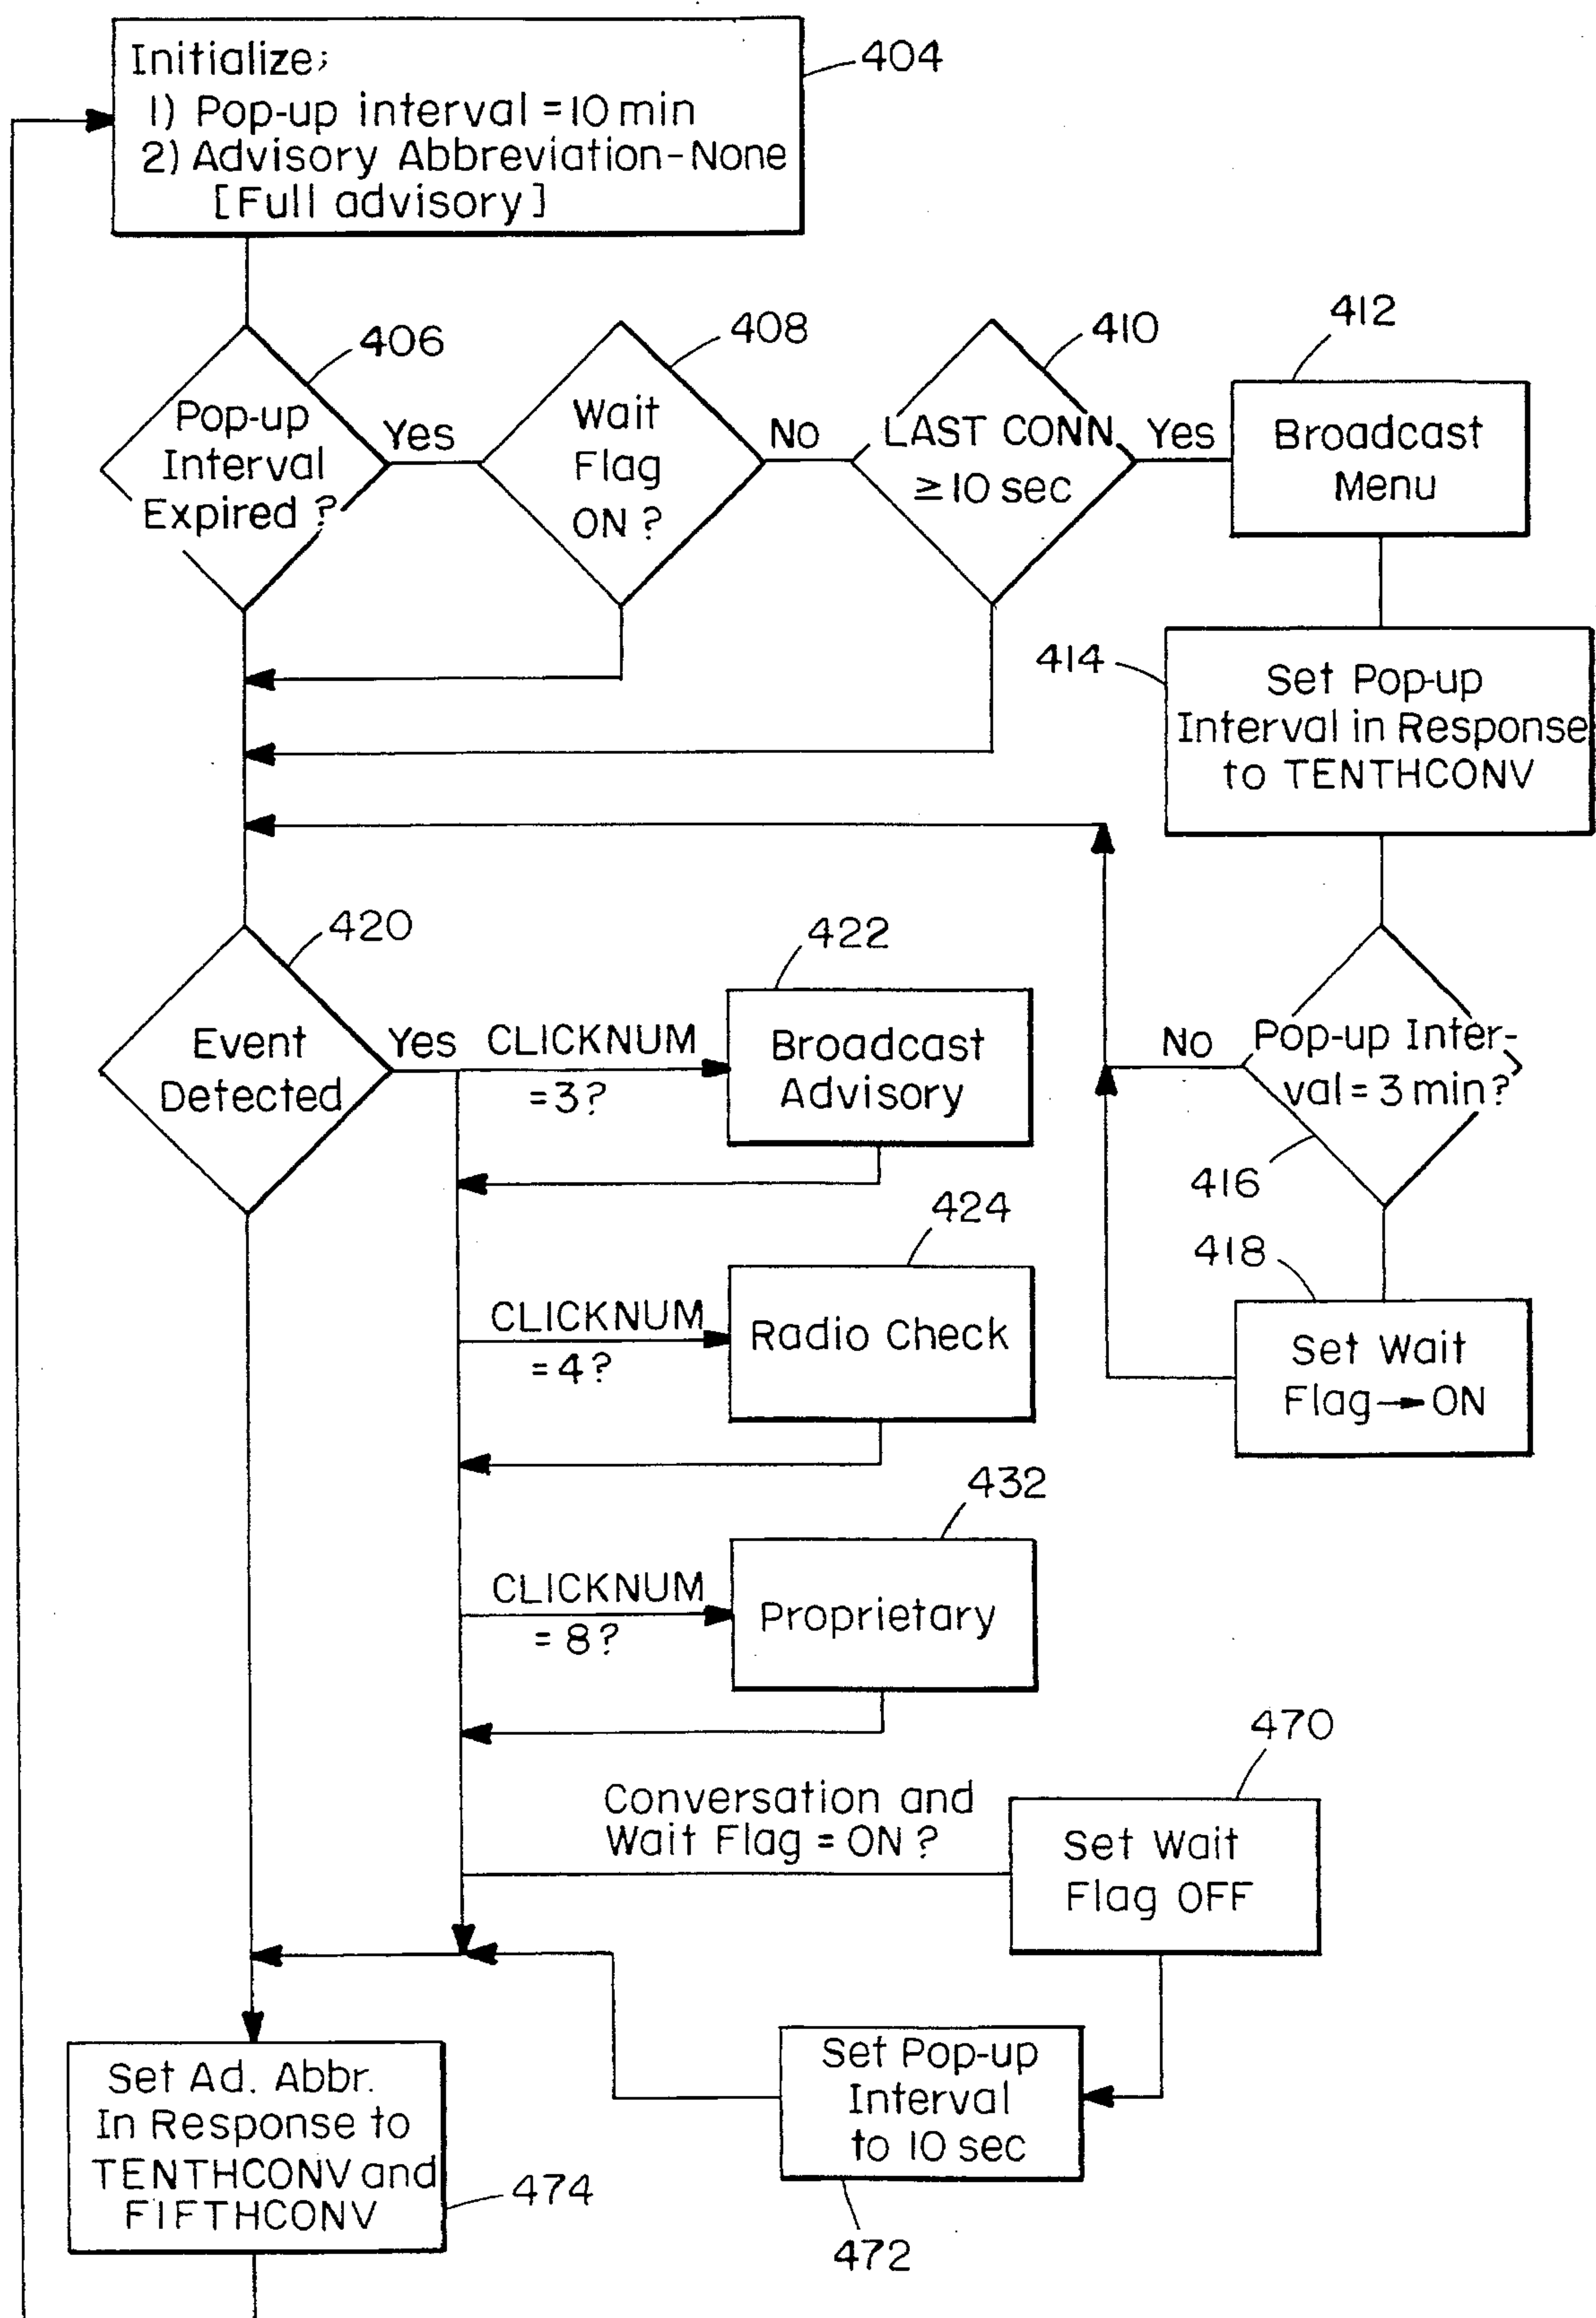 Initialize;
1) Pop-up interval = 10 min
2) Advisory Abbreviation-None
[Full advisory]
404
406
Pop-up
Interval
Expired ?
Yes
408
Wait
Flag
ON ?
No
410
LAST CONN
≥ 10 sec
Yes
412
Broadcast
Menu
414
Set Pop-up
Interval in Response
to TENTHCONV
420
Event
Detected
Yes
CLICKNUM
=3?
422
Broadcast
Advisory
No
Pop-up Inter-
val = 3 min?
416
418
Set Wait
Flag→ON
424
CLICKNUM
=4?
Radio Check
432
CLICKNUM
= 8?
Proprietary
470
Conversation and
Wait Flag = ON ?
Set Wait
Flag OFF
Set Pop-up
Interval
to 10 sec
472
Set Ad. Abbr.
In Response to
TENTHCONV and
FIFTHCONV
474